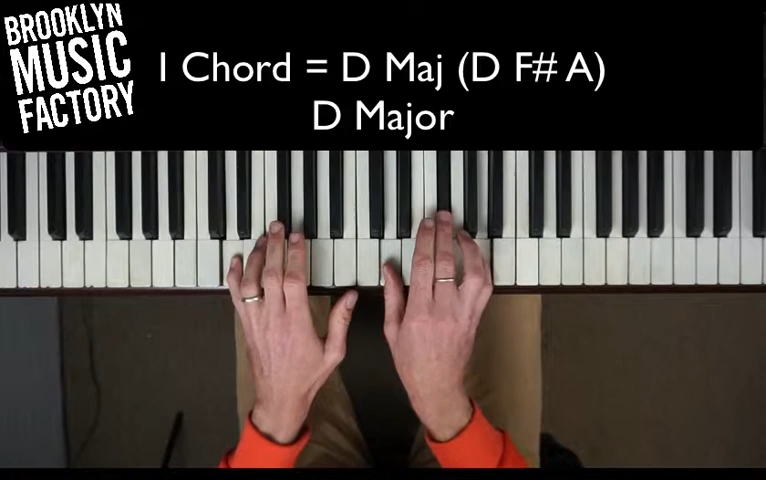 BROOKLYN
MUSIC
FACTORY
I Chord = D Maj (D F# A)
D Major